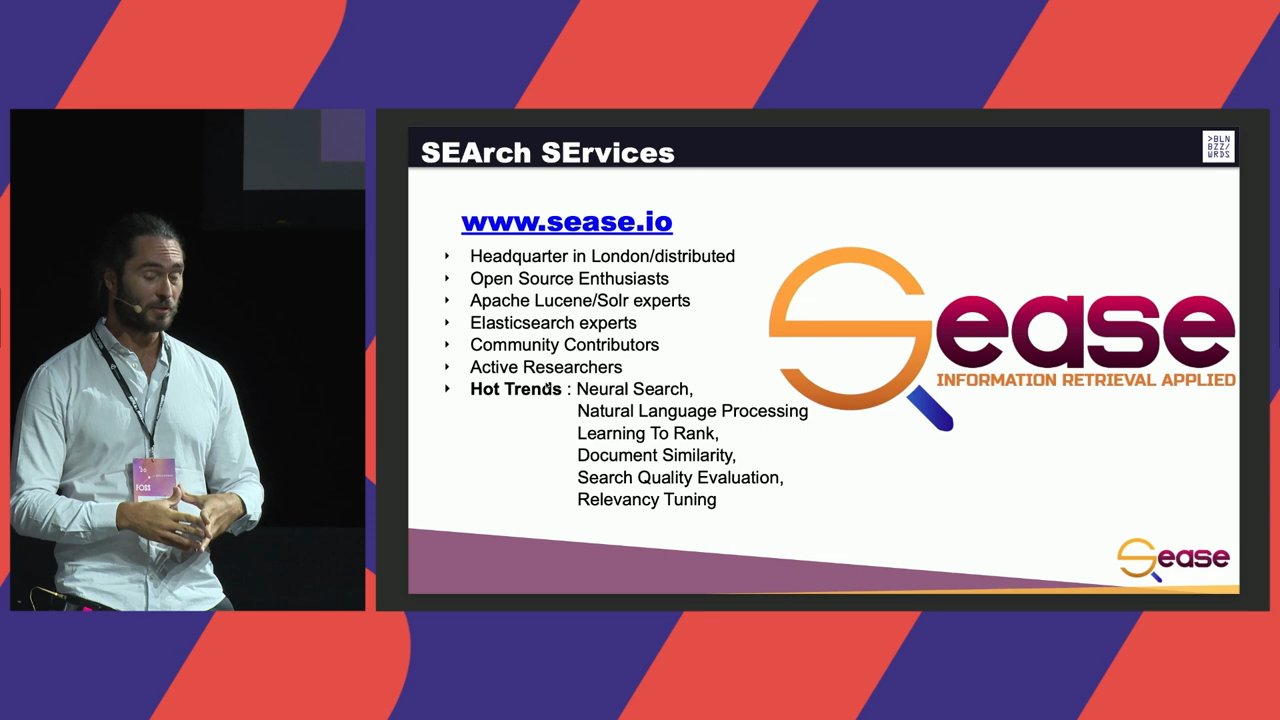 SEArch SErvices
>BLN
BZZ/
WRDS
www.sease.io
Headquarter in London/distributed
Open Source Enthusiasts
Apache Lucene/Solr experts
Elasticsearch experts
Community Contributors
Active Researchers
Hot Trends : Neural Search,
Natural Language Processing
Learning To Rank,
Document Similarity,
Search Quality Evaluation,
Relevancy Tuning
Sease
INFORMATION RETRIEVAL APPLIED
Sease
FOSS